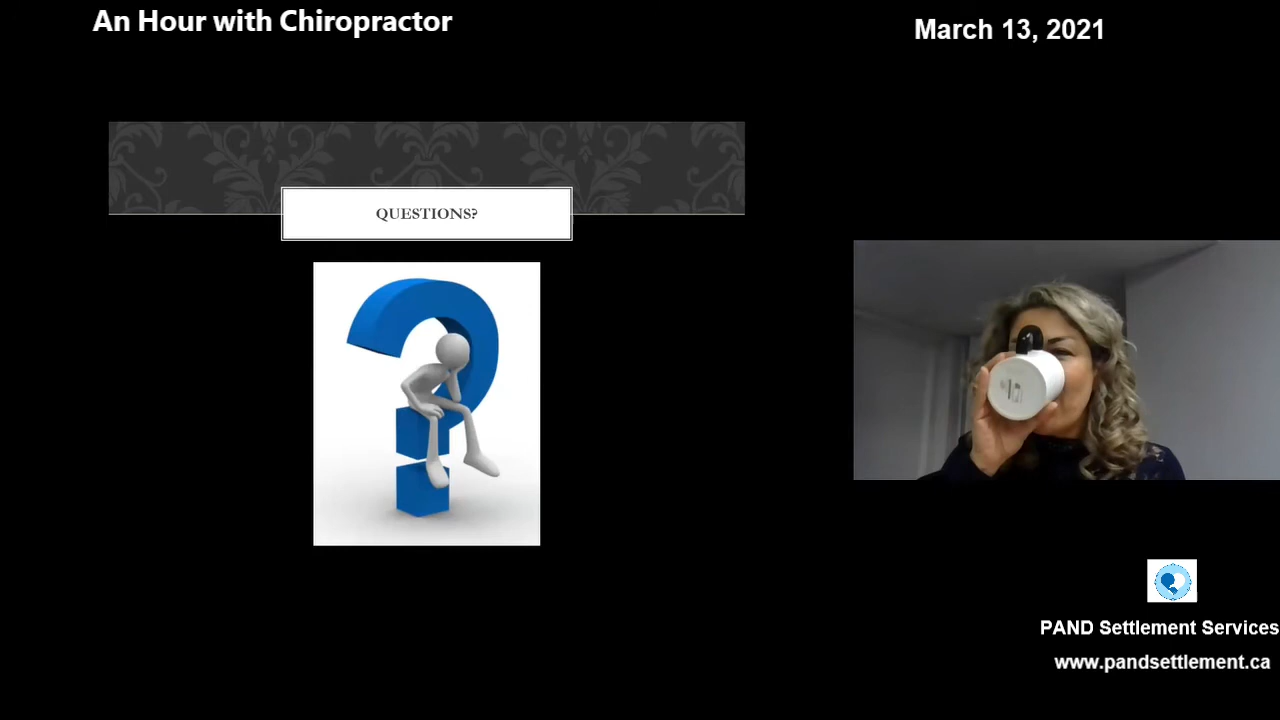 An Hour with Chiropractor
March 13, 2021
QUESTIONS?
PAND Settlement Services
www.pandsettlement.ca